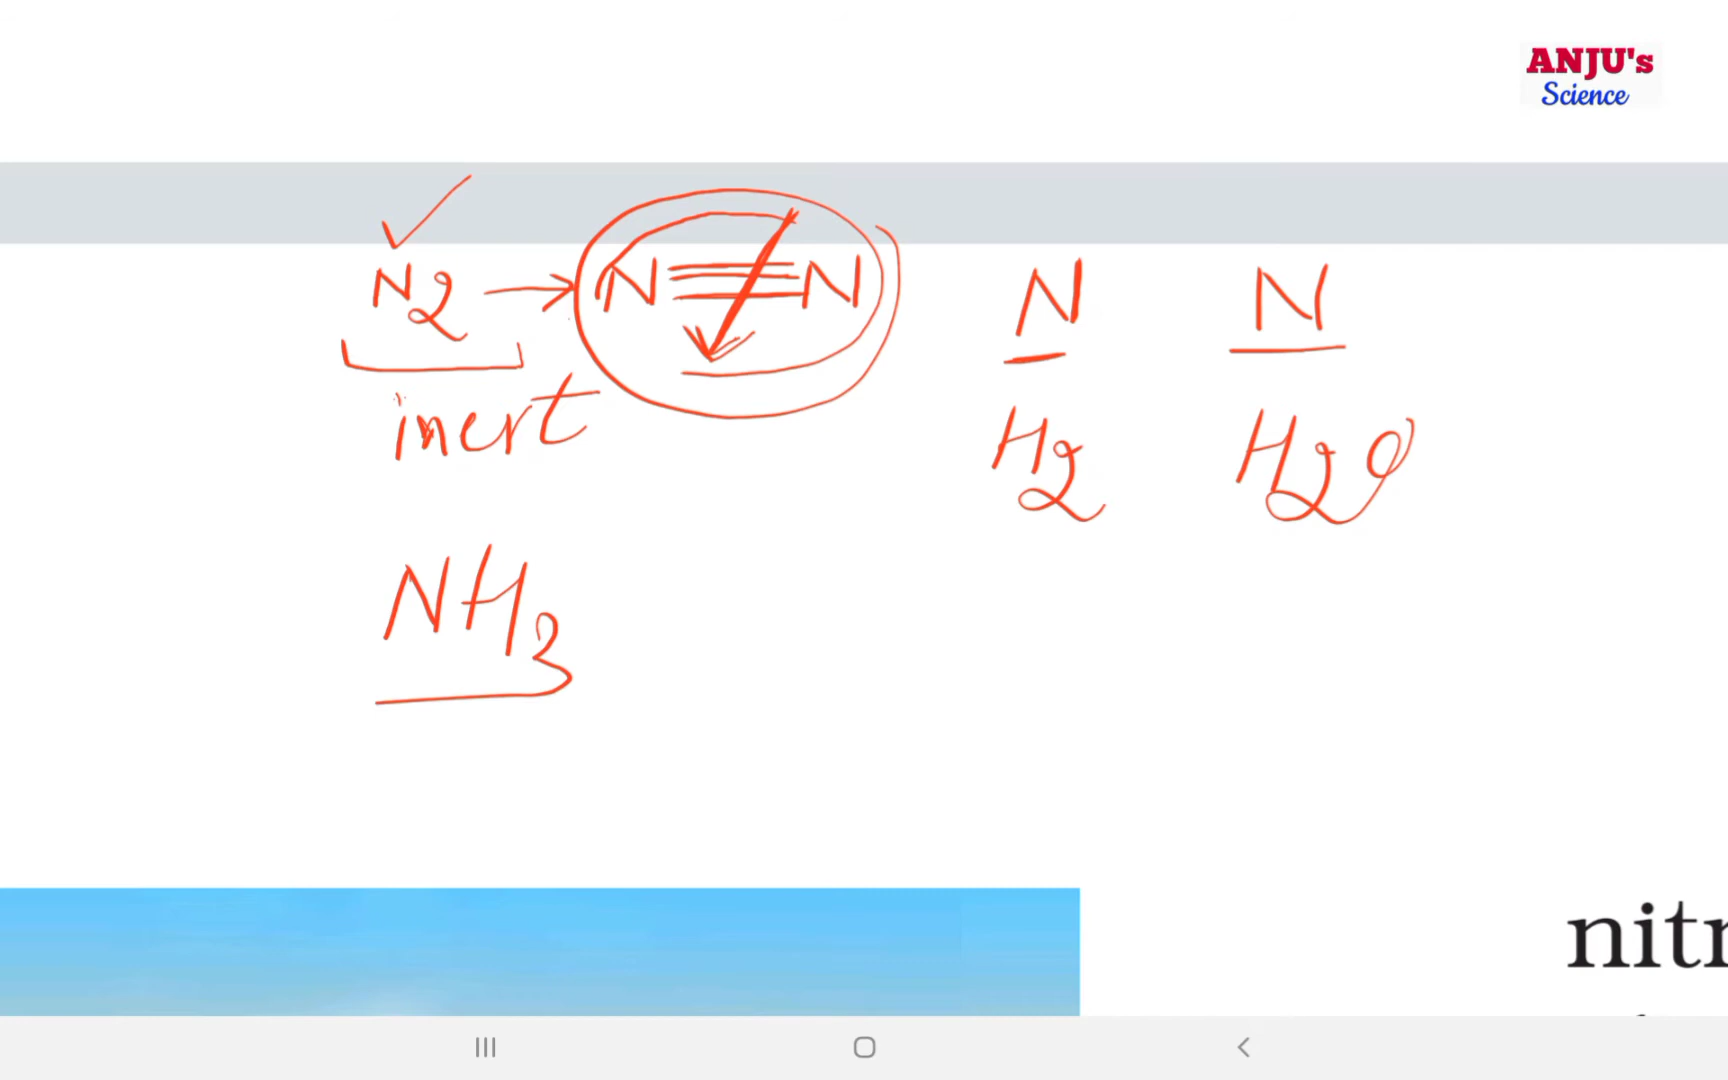 ANJU's
Science
N2 → N≡N N N
inert H2 H2O
NH3
nitr